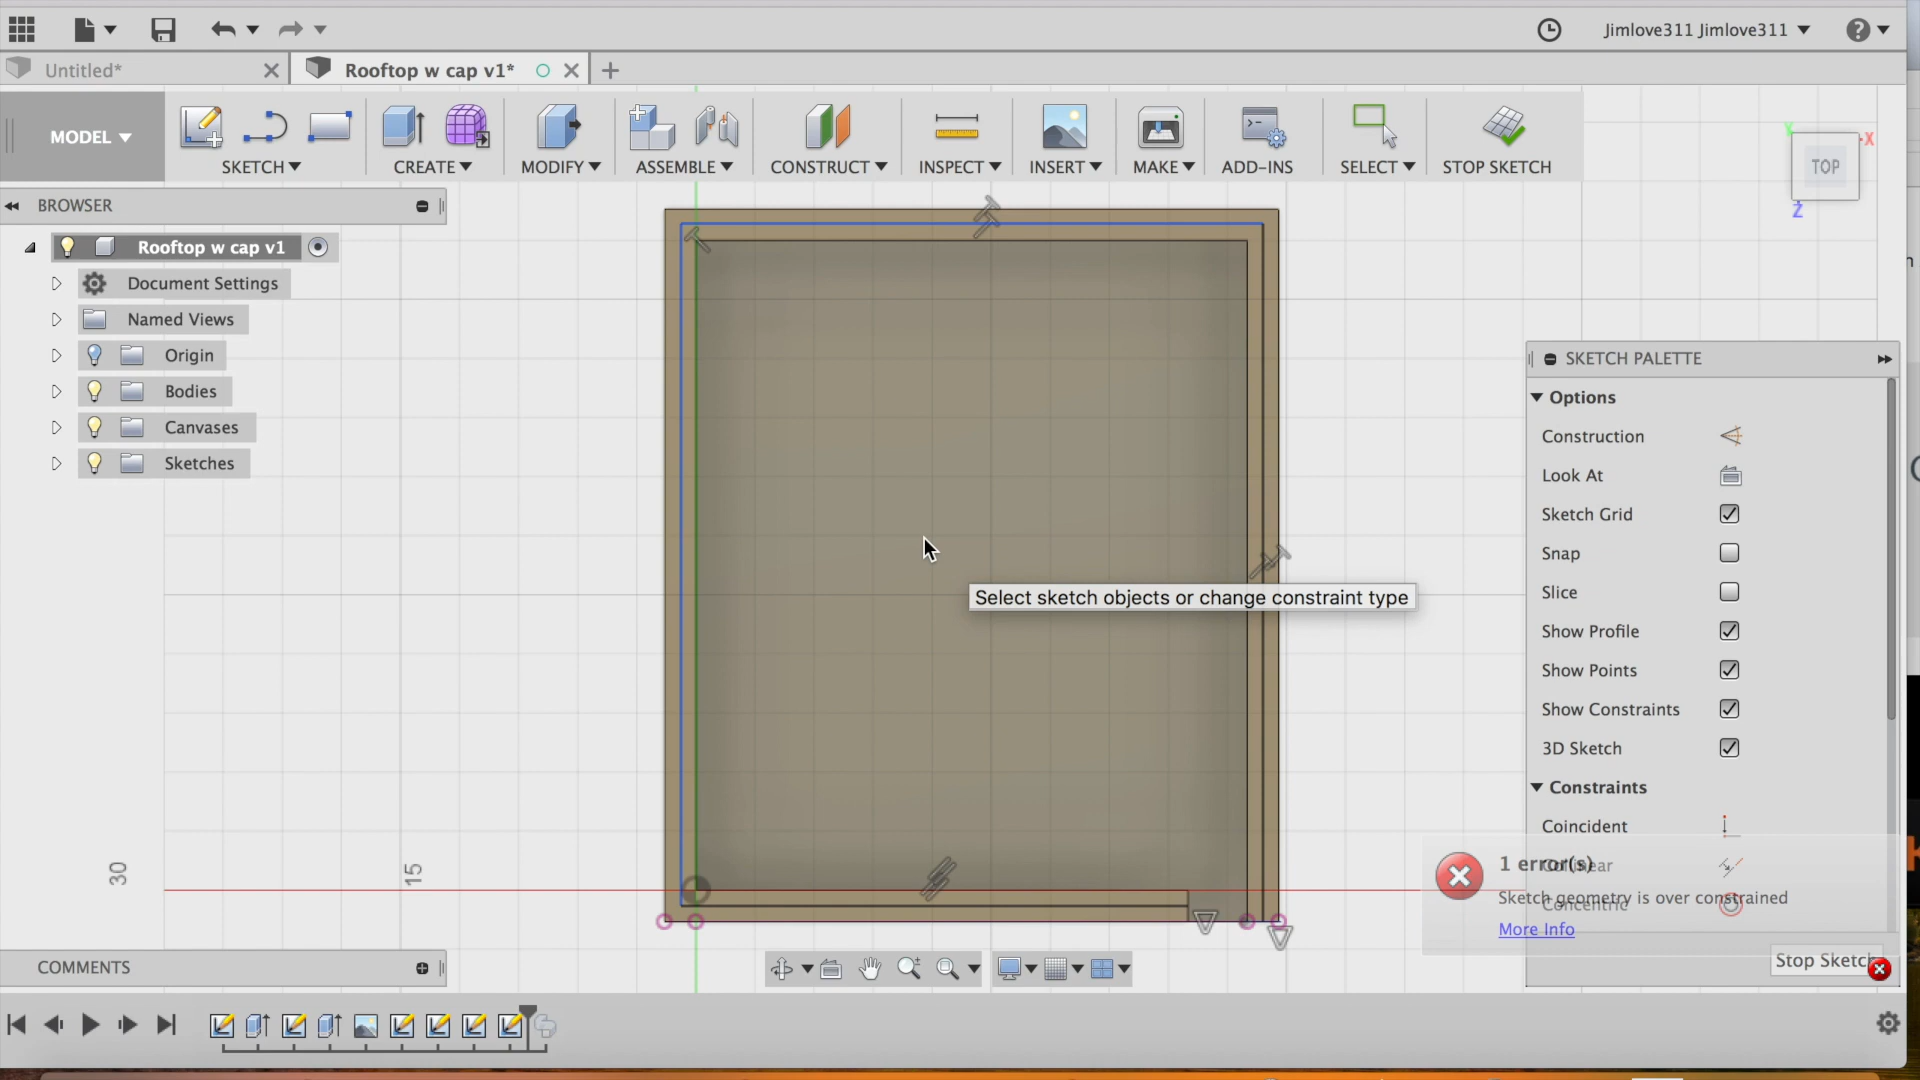 Jimlove311 Jimlove311
Untitled*
Rooftop w cap v1*
MODEL
SKETCH
CREATE
MODIFY
ASSEMBLE
CONSTRUCT
INSPECT
INSERT
MAKE
ADD-INS
SELECT
STOP SKETCH
TOP
X
Y
Z
BROWSER
Rooftop w cap v1
Document Settings
Named Views
Origin
Bodies
Canvases
Sketches
Select sketch objects or change constraint type
SKETCH PALETTE
Options
Construction
Look At
Sketch Grid
Snap
Slice
Show Profile
Show Points
Show Constraints
3D Sketch
Constraints
Coincident
Colinear
Concentric
1 error(s)
Sketch geometry is over constrained
More Info
Stop Sketch
30
15
COMMENTS